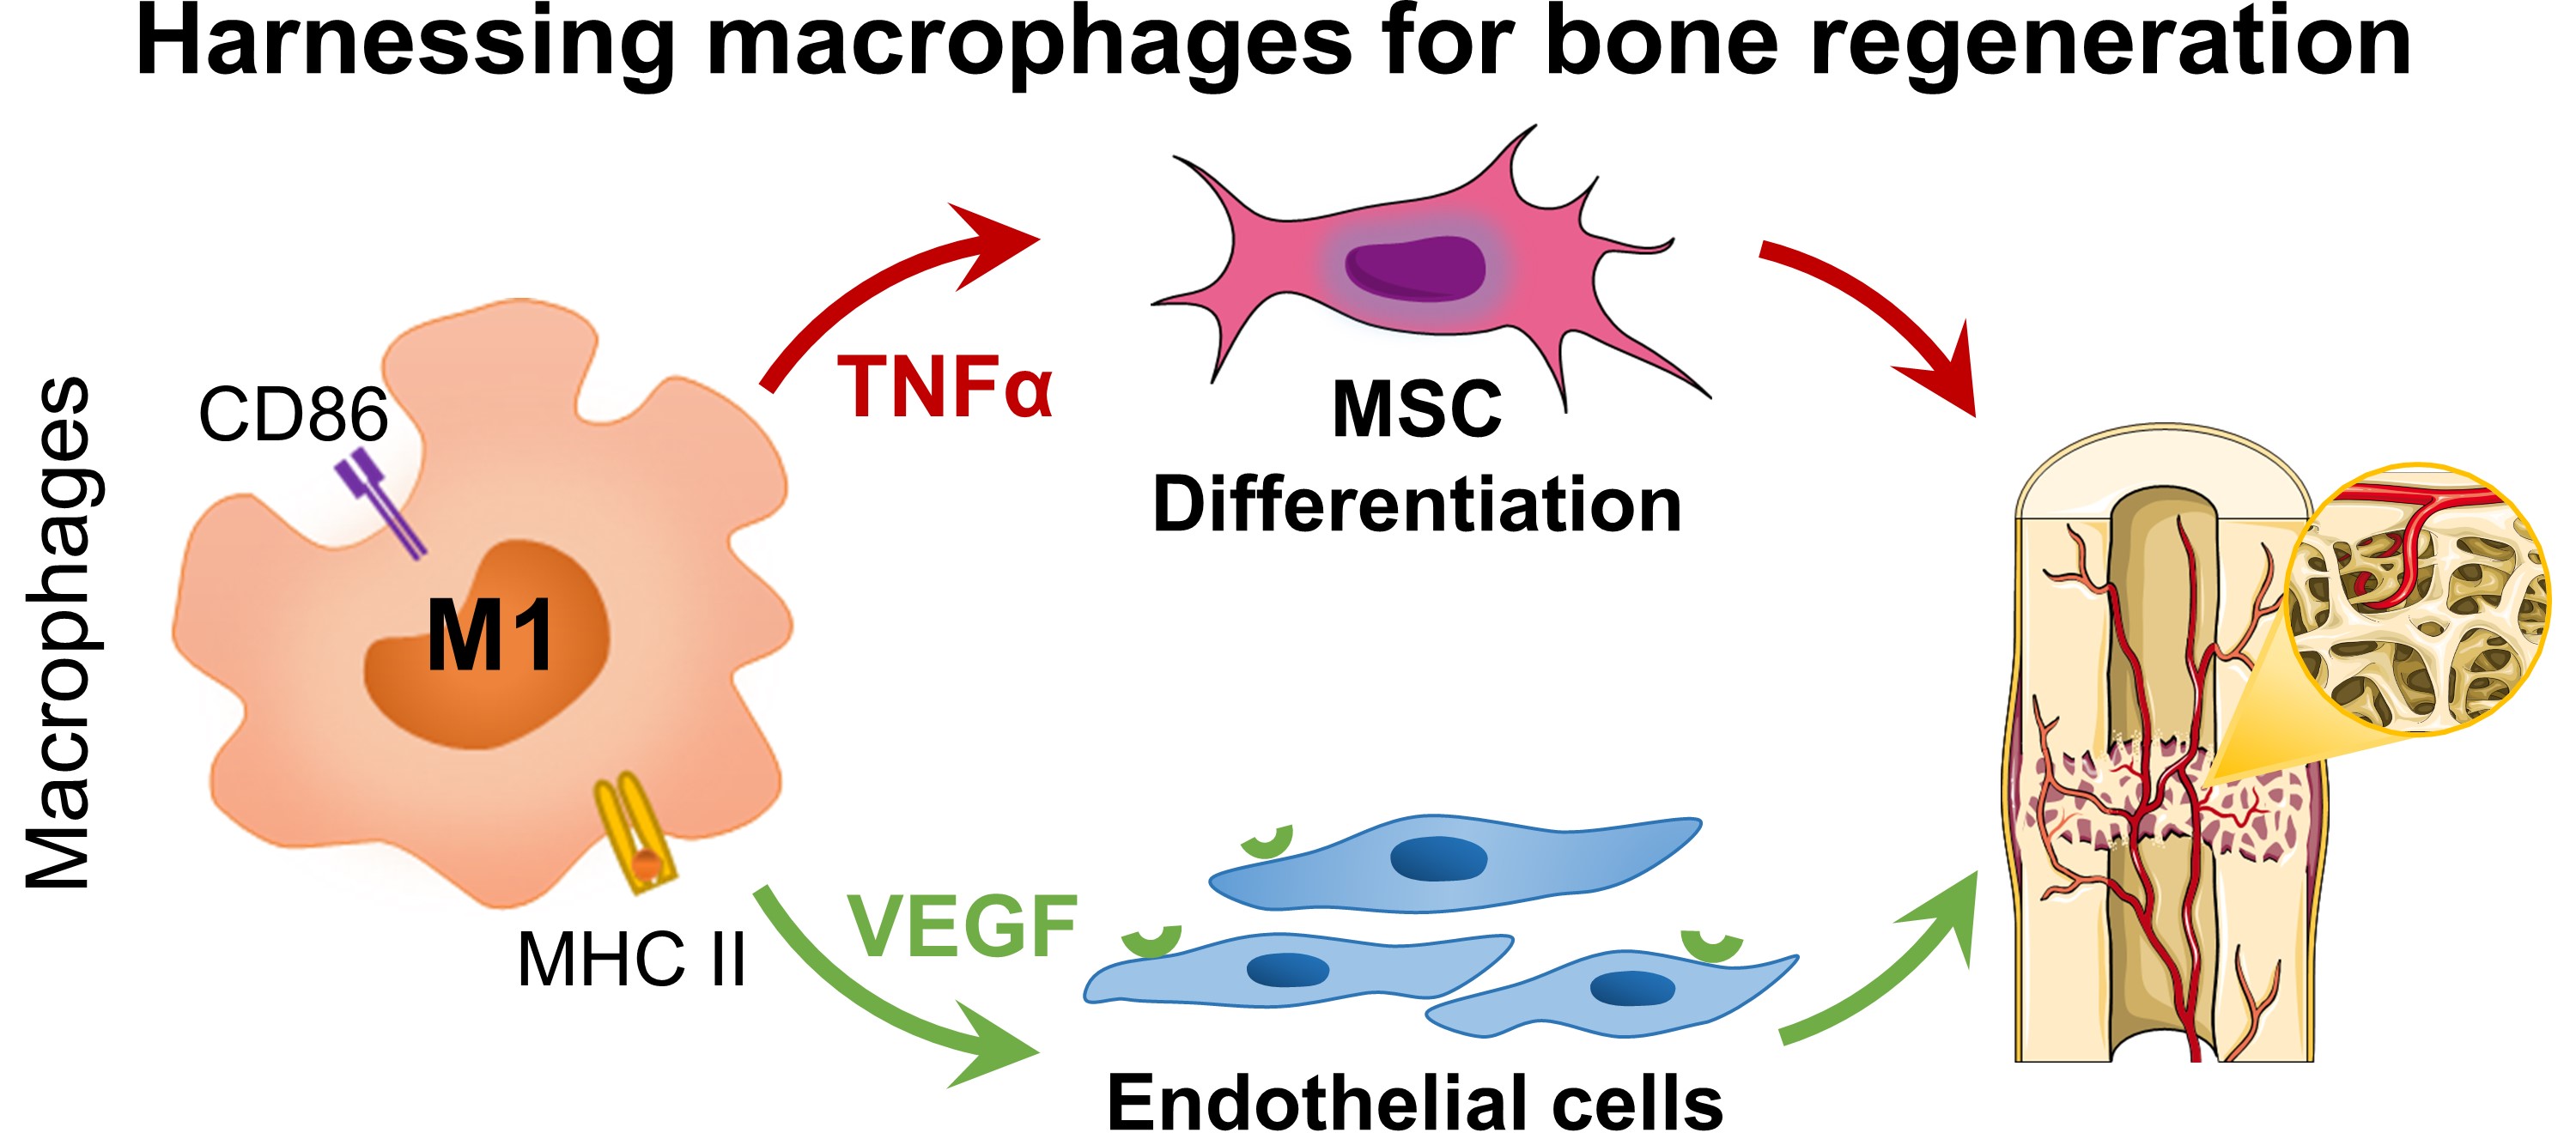 Harnessing macrophages for bone regeneration
Macrophages
CD86
M1
MHC II
TNFα
MSC
Differentiation
VEGF
Endothelial cells